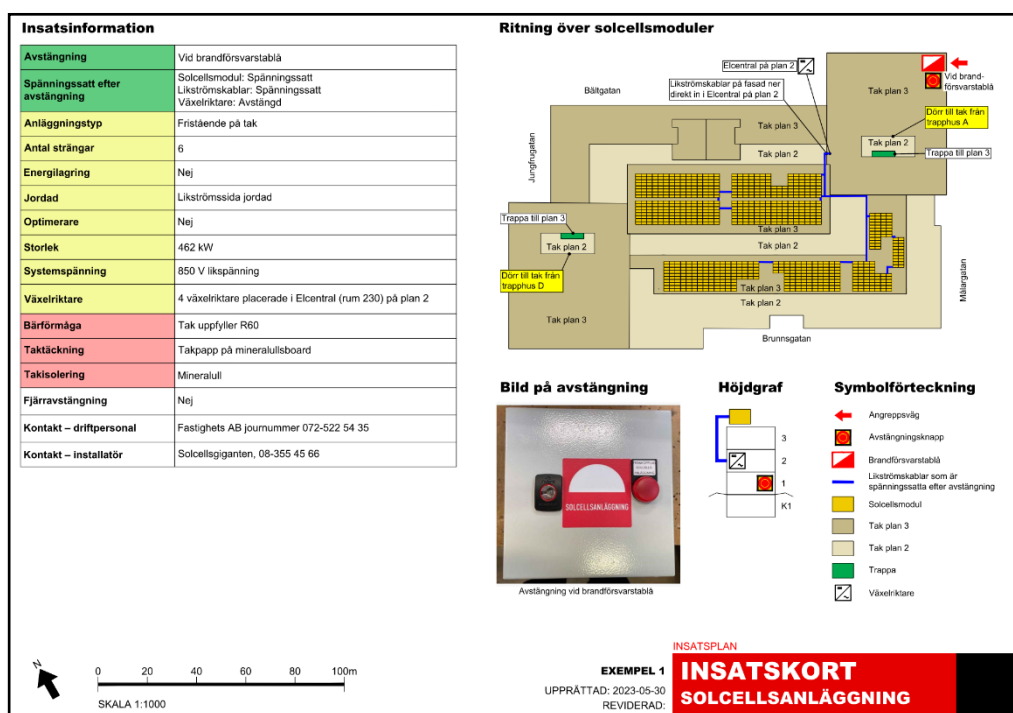 Insatsinformation
Avstängning Vid brandförsvarstablå
Spänningssatt efter
avstängning
Solcellsmodul: Spänningssatt
Likströmskablar: Spänningssatt
Växelriktare: Avstängd
Anläggningstyp Fristående på tak
Antal strängar 6
Energilagring Nej
Jordad Likströmssida jordad
Optimerare Nej
Storlek 462 kW
Systemspänning 850 V likspänning
Växelriktare 4 växelriktare placerade i Elcentral (rum 230) på plan 2
Bärförmåga Tak uppfyller R60
Taktäckning Takpapp på mineralullsboard
Takisolering Mineralull
Fjärravstängning Nej
Kontakt – driftpersonal Fastighets AB journummer 072-522 54 35
Kontakt – installatör Solcellsgiganten, 08-355 45 66
Ritning över solcellsmoduler
Elcentral på plan 2
Likströmskablar på fasad ner
direkt in i Elcentral på plan 2
Vid brand-
försvarstablå
Bältgatan
Tak plan 3
Dörr till tak från
trapphus A
Tak plan 3
Tak plan 2
Tak plan 2
Trappa till plan 3
Jungfrugatan
Trappa till plan 3
Tak plan 3
Tak plan 2
Tak plan 2
Dörr till tak från
trapphus D
Mälargatan
Tak plan 3
Tak plan 2
Tak plan 3
Brunnsgatan
Bild på avstängning
SOLCELLSANLÄGGNING
Avstängning vid brandförsvarstablå
Höjdgraf
3
2
1
K1
Symbolförteckning
Angreppsväg
Avstängningsknapp
Brandförsvarstablå
Likströmskablar som är
spänningssatta efter avstängning
Solcellsmodul
Tak plan 3
Tak plan 2
Trappa
Växelriktare
N
0 20 40 60 80 100m
SKALA 1:1000
EXEMPEL 1
UPPRÄTTAD: 2023-05-30
REVIDERAD:
INSATSPLAN
INSATSKORT
SOLCELLSANLÄGGNING